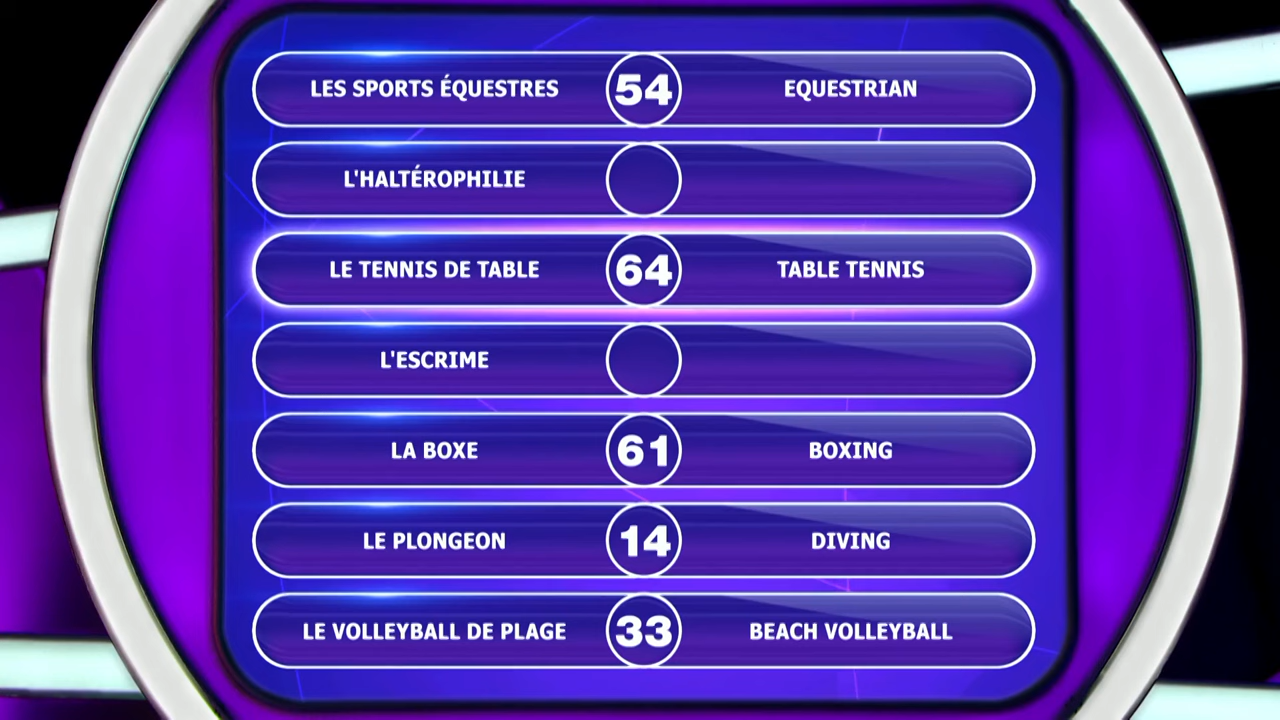 LES SPORTS ÉQUESTRES 54 EQUESTRIAN
L'HALTÉROPHILIE
LE TENNIS DE TABLE 64 TABLE TENNIS
L'ESCRIME
LA BOXE 61 BOXING
LE PLONGEON 14 DIVING
LE VOLLEYBALL DE PLAGE 33 BEACH VOLLEYBALL